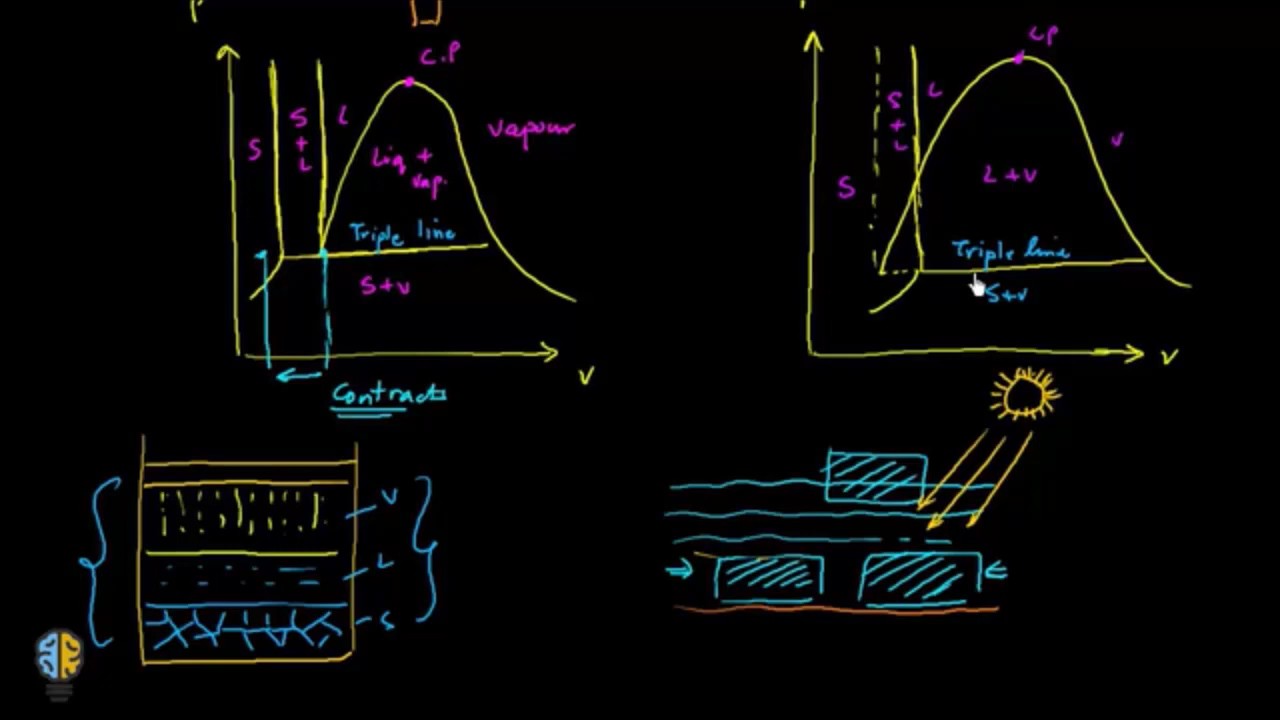 C.P
S
S
+
L
L
Liq +
Vap.
Vapour
Triple line
S+V
V
Contracts
V
L
S
CP
S
S
+
L
L
L+V
V
Triple line
S+V
V